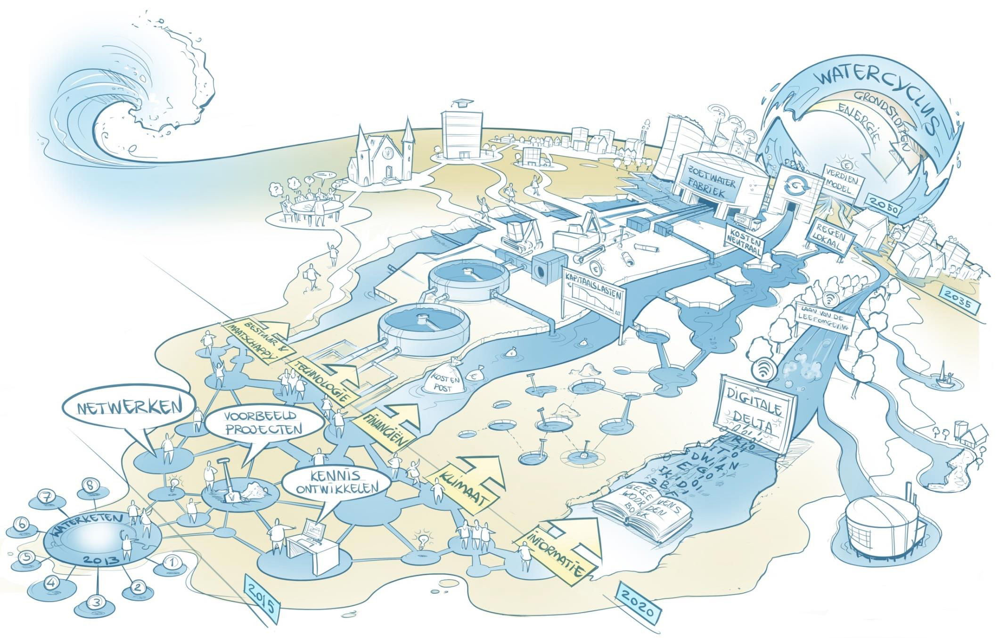 WATERCYCLUS
GRONDSTOFFEN
ENERGIE
ZOETWATER
FABRIEK
VERDIEN
MODEL
2050
KOSTEN
NEUTRAAL
REGEN
LOKAAL
KAPITAALSLASTEN
€
2035
LAAN VAN DE
LEEFOMGEVING
BESTUUR &
MAATSCHAPPIJ
TECHNOLOGIE
FINANCIËN
KLIMAAT
INFORMATIE
KOSTEN
POST
€
€
DIGITALE
DELTA
GEGEVENS
WOORDEN
BOEK
NETWERKEN
VOORBEELD
PROJECTEN
KENNIS
ONTWIKKELEN
WATERKETEN
2013
1
2
3
4
5
6
7
8
2015
2020